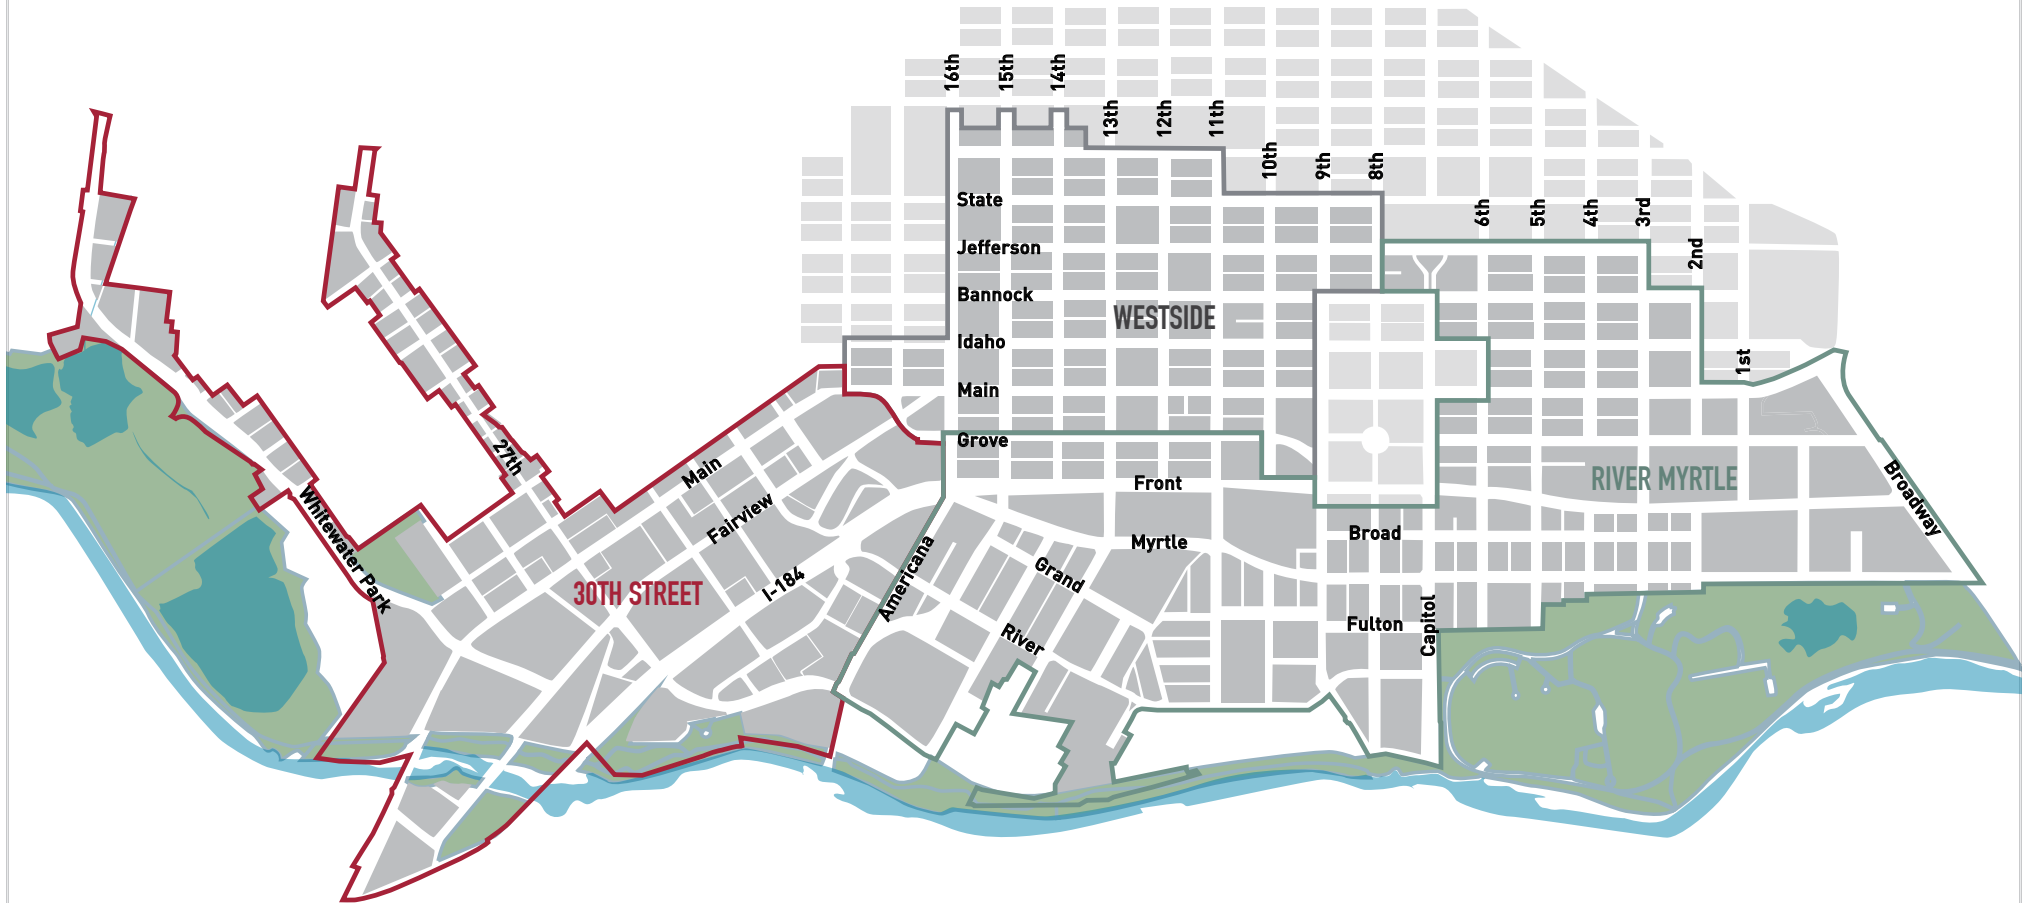 16th
15th
14th
13th
12th
11th
10th
9th
8th
6th
5th
4th
3rd
2nd
1st
State
Jefferson
Bannock
Idaho
Main
Grove
WESTSIDE
Front
Myrtle
Broad
RIVER MYRTLE
Broadway
27th
Main
Fairview
Whitewater Park
30TH STREET
I-184
Americana
Grand
River
Fulton
Capitol